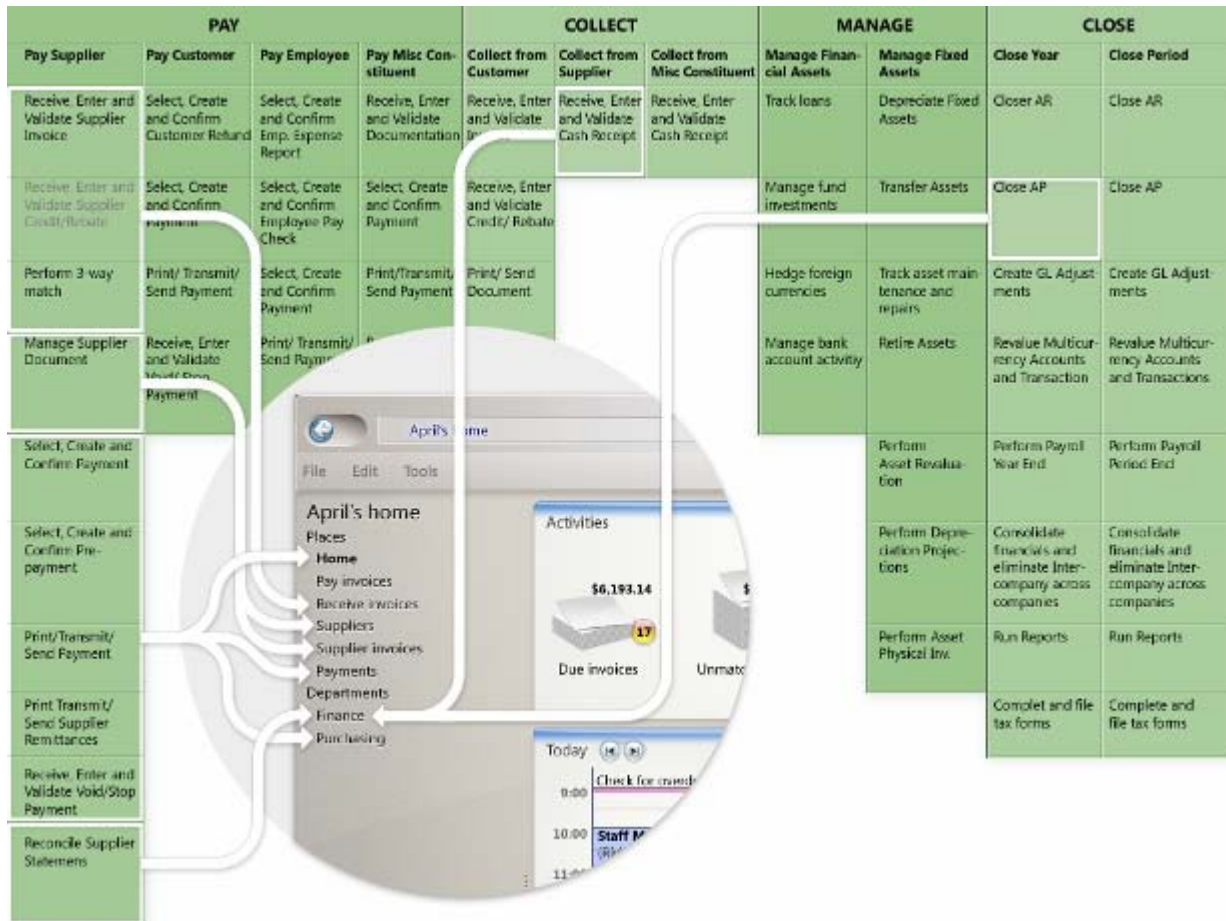 PAY
COLLECT
MANAGE
CLOSE
Pay Supplier
Receive, Enter and
Validate Supplier
Invoice
Receive, Enter and
Validate Supplier
Credit/Rebate
Perform 3-way
match
Manage Supplier
Document
Select, Create and
Confirm Payment
Select, Create and
Confirm Pre-
payment
Print/Transmit/
Send Payment
Print Transmit/
Send Supplier
Remittances
Receive, Enter and
Validate Void/Stop
Payment
Reconcile Supplier
Statemens
Pay Customer
Select, Create
and Confirm
Customer Refund
Select, Create
and Confirm
Payment
Print/ Transmit/
Send Payment
Receive, Enter
and Validate
Void/ Stop
Payment
Pay Employee
Select, Create
and Confirm
Emp. Expense
Report
Select, Create
and Confirm
Employee Pay
Check
Select, Create
and Confirm
Payment
Print/ Transmit/
Send
Pay Misc Con-
stituent
Receive, Enter
and Validate
Documentation
Select, Create
and Confirm
Payment
Print/Transmit/
Send Payment
Collect from
Customer
Receive, Enter
and Validate
Receive, Enter
and Validate
Credit/ Rebate
Print/ Send
Document
Collect from
Supplier
Receive, Enter
and Validate
Cash Receipt
Collect from
Misc Constituent
Receive, Enter
and Validate
Cash Receipt
Manage Finan-
cial Assets
Track loans
Manage fund
investments
Hedge foreign
currencies
Manage bank
account activitiy
Manage Fixed
Assets
Depreciate Fixed
Assets
Transfer Assets
Track asset main-
tenance and
repairs
Retire Assets
Perform
Asset Revalua-
tion
Perform Depre-
ciation Projec-
tions
Perform Asset
Physical Inv.
Close Year
Closer AR
Close AP
Create GL Adjust-
ments
Revalue Multicur-
rency Accounts
and Transaction
Perform Payroll
Year End
Consolidate
financials and
eliminate Inter-
company across
companies
Run Reports
Complet and file
tax forms
Close Period
Close AR
Close AP
Create GL Adjust-
ments
Revalue Multicur-
rency Accounts
and Transactions
Perform Payroll
Period End
Consolidate
financials and
eliminate Inter-
company across
companies
Run Reports
Complete and
file tax forms
April's home
File Edit Tools
April's home
Places
Home
Pay invoices
Receive invoices
Suppliers
Supplier invoices
Payments
Departments
Finance
Purchasing
Activities
$6,193.14
17
Due invoices
Today
9:00
Check for
10:00
Staff